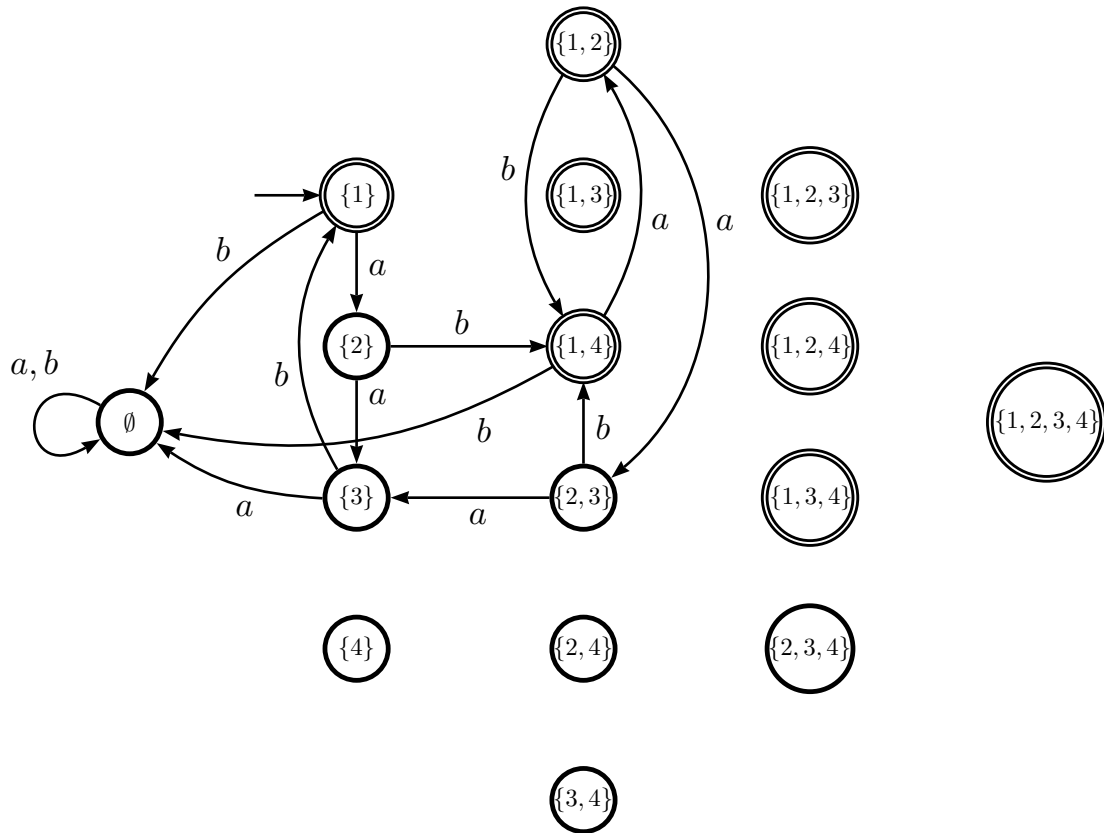 {1, 2}
{1}
{1, 3}
{1, 2, 3}
b
b
a
a
a
{2}
b
{1, 4}
{1, 2, 4}
a, b
b
a
∅
b
b
{1, 2, 3, 4}
{3}
a
{2, 3}
{1, 3, 4}
a
{4}
{2, 4}
{2, 3, 4}
{3, 4}